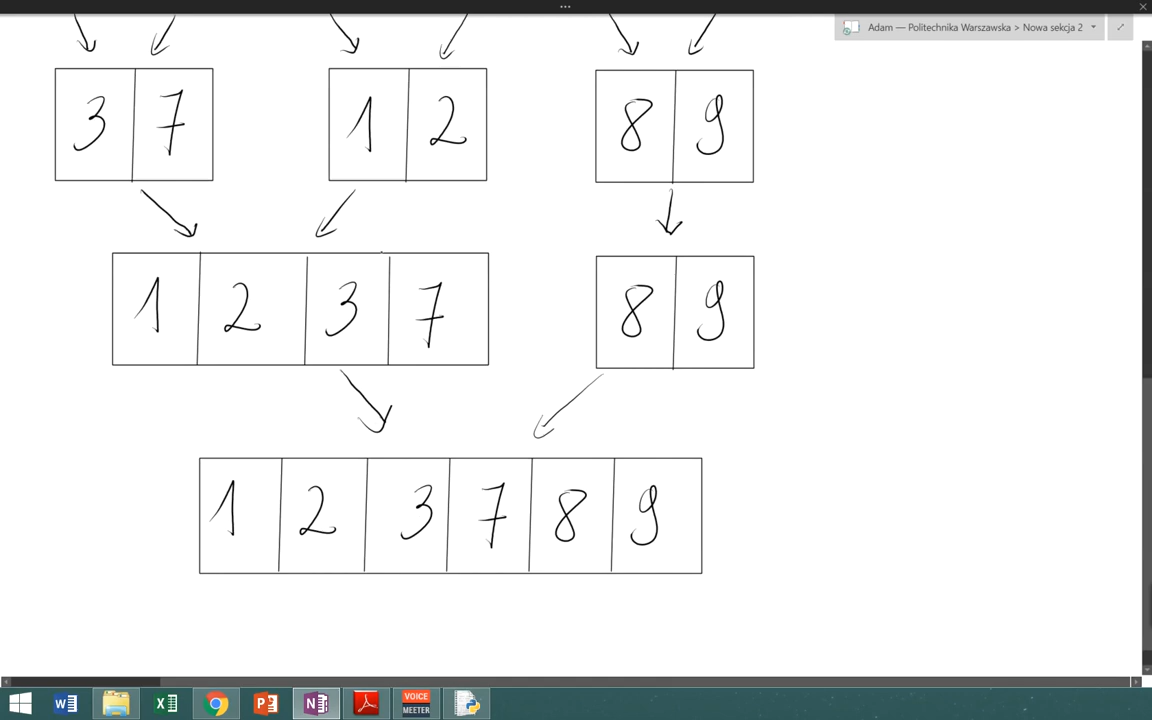 Adam — Politechnika Warszawska > Nowa sekcja 2
3 7 1 2 8 9
1 2 3 7 8 9
1 2 3 7 8 9
VOICE
MEETER